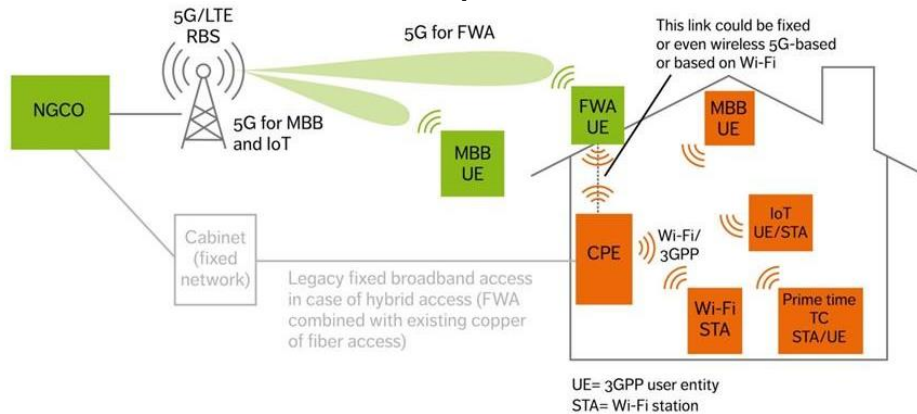 5G/LTE
RBS
5G for FWA
This link could be fixed
or even wireless 5G-based
or based on Wi-Fi
NGCO
5G for MBB
and IoT
MBB
UE
FWA
UE
MBB
UE
Cabinet
(fixed
network)
Legacy fixed broadband access
in case of hybrid access (FWA
combined with existing copper
of fiber access)
CPE
Wi-Fi/
3GPP
IoT
UE/STA
Wi-Fi
STA
Prime time
TC
STA/UE
UE= 3GPP user entity
STA= Wi-Fi station